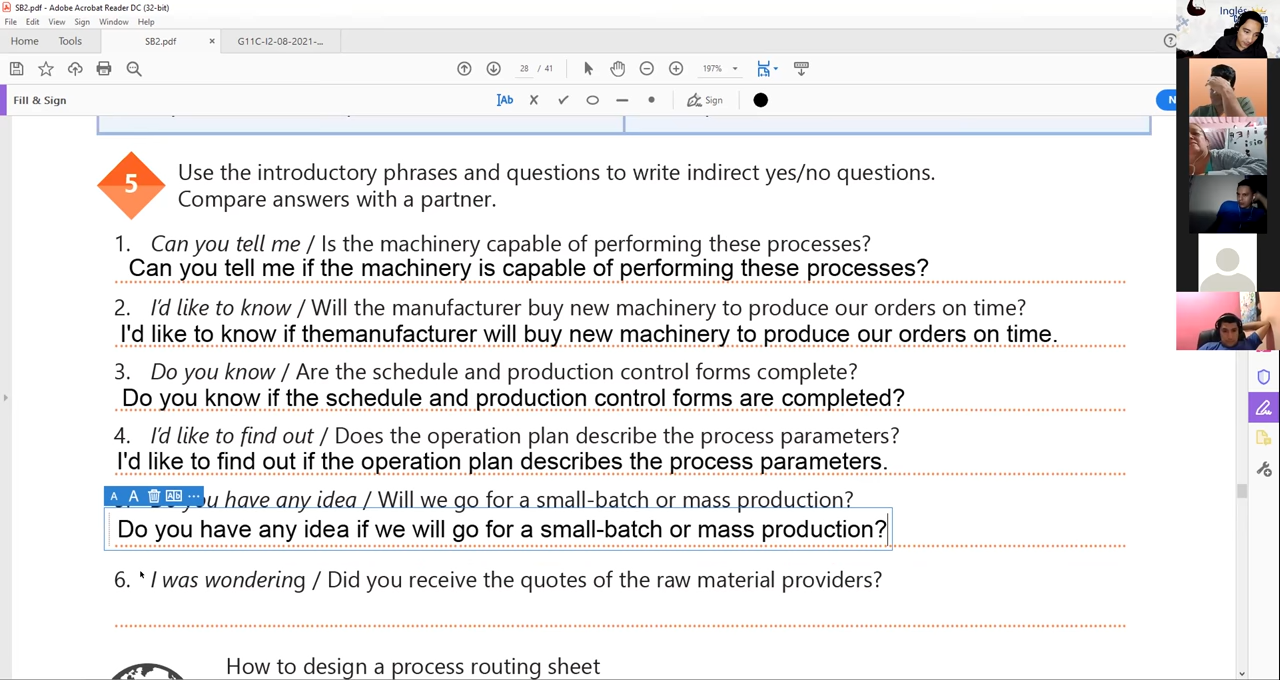 SB2.pdf - Adobe Acrobat Reader DC (32-bit)
File Edit View Sign Window Help
Home Tools SB2.pdf × G11C-I2-08-2021-...
28 / 41 197%
Fill & Sign Ab Sign N
Inglés
5 Use the introductory phrases and questions to write indirect yes/no questions.
Compare answers with a partner.
1. Can you tell me / Is the machinery capable of performing these processes?
Can you tell me if the machinery is capable of performing these processes?
2. I'd like to know / Will the manufacturer buy new machinery to produce our orders on time?
I'd like to know if themanufacturer will buy new machinery to produce our orders on time.
3. Do you know / Are the schedule and production control forms complete?
Do you know if the schedule and production control forms are completed?
4. I'd like to find out / Does the operation plan describe the process parameters?
I'd like to find out if the operation plan describes the process parameters.
A A Ab ... you have any idea / Will we go for a small-batch or mass production?
Do you have any idea if we will go for a small-batch or mass production?
6. I was wondering / Did you receive the quotes of the raw material providers?
How to design a process routing sheet